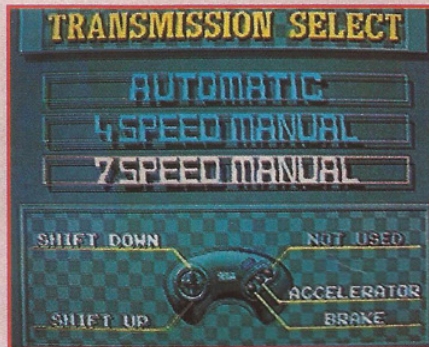 TRANSMISSION SELECT
AUTOMATIC
4 SPEED MANUAL
7 SPEED MANUAL
SHIFT DOWN
NOT USED
ACCELERATOR
SHIFT UP
BRAKE